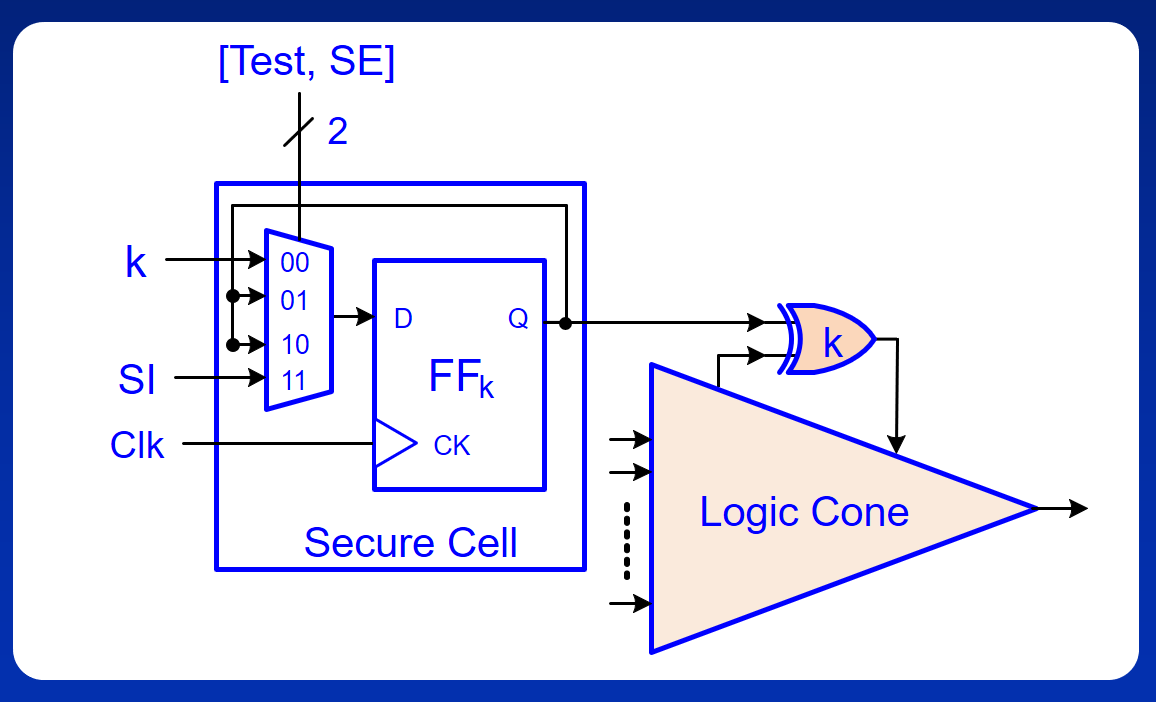 [Test, SE]
2
k
00
01
10
11
SI
Clk
D
Q
FFk
CK
Secure Cell
k
Logic Cone